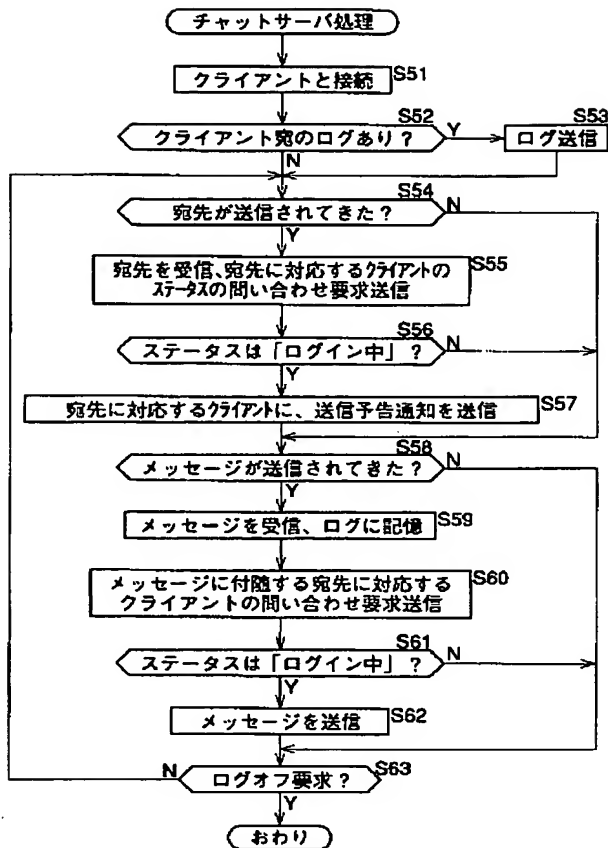 チャットサーバ処理
クライアントと接続 S51
クライアント宛のログあり? S52 Y
ログ送信 S53
N
宛先が送信されてきた? S54 N
Y
宛先を受信、宛先に対応するクライアントの S55
ステータスの問い合わせ要求送信
ステータスは「ログイン中」? S56 N
Y
宛先に対応するクライアントに、送信予告通知を送信 S57
メッセージが送信されてきた? S58 N
Y
メッセージを受信、ログに記憶 S59
メッセージに付随する宛先に対応する S60
クライアントの問い合わせ要求送信
ステータスは「ログイン中」? S61 N
Y
メッセージを送信 S62
N ログオフ要求? S63
Y
おわり